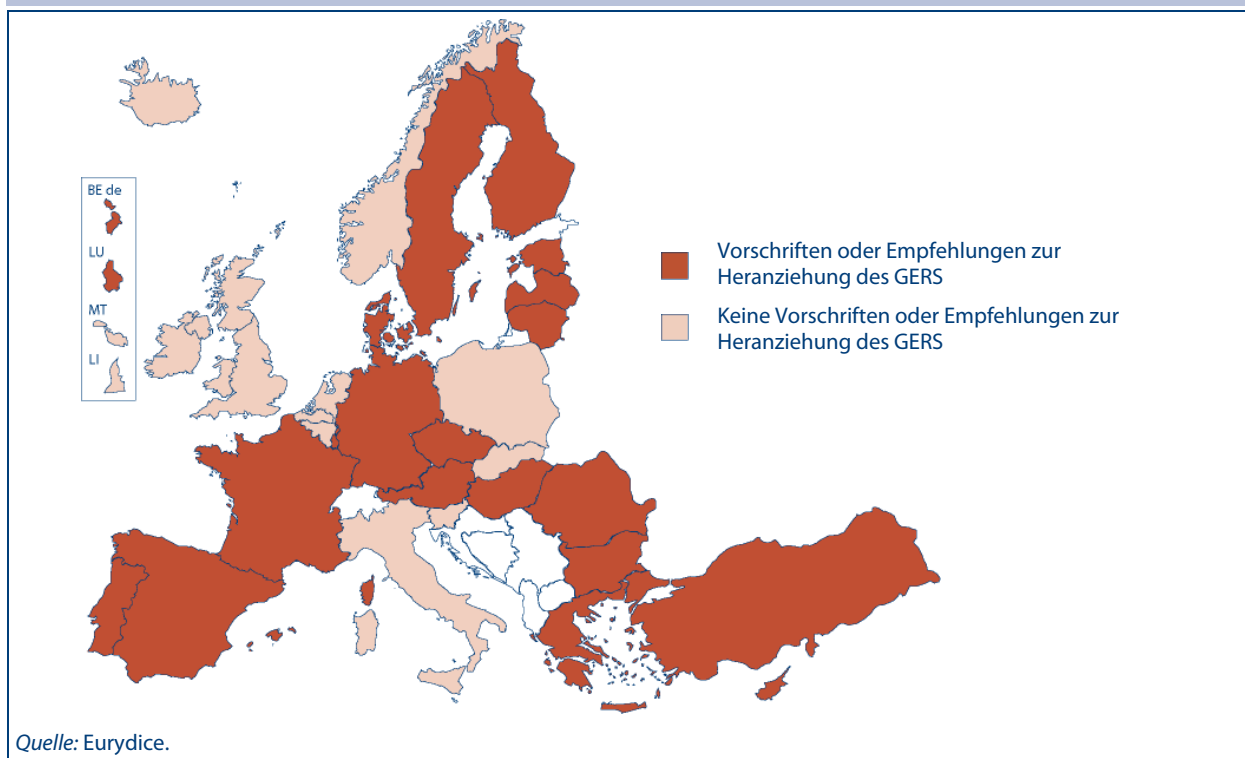 BE de
LU
MT
LI
Vorschriften oder Empfehlungen zur
Heranziehung des GERS
Keine Vorschriften oder Empfehlungen zur
Heranziehung des GERS
Quelle: Eurydice.